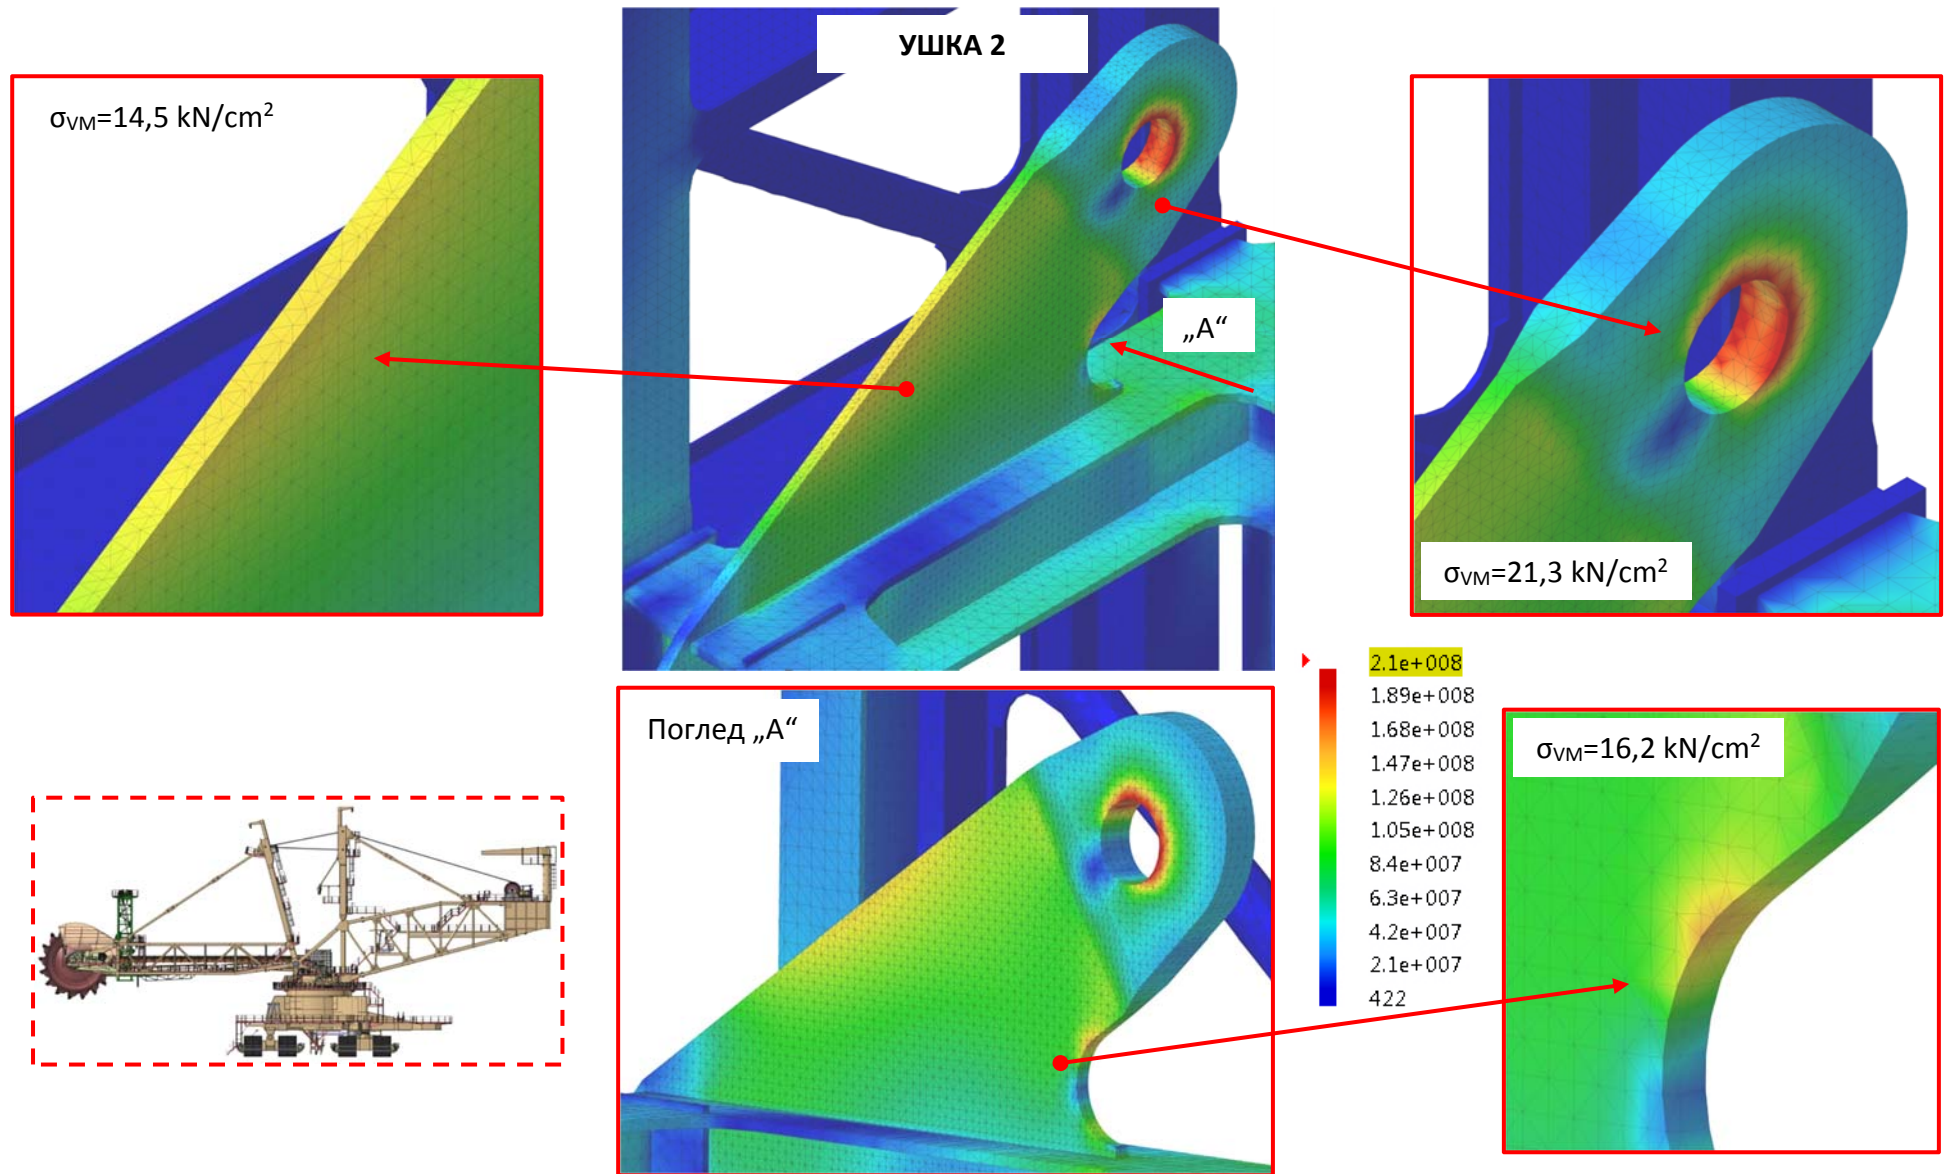 УШКА 2
σVM=14,5 kN/cm²
„А“
σVM=21,3 kN/cm²
Поглед „А“
2.1e+008
1.89e+008
1.68e+008
1.47e+008
1.26e+008
1.05e+008
8.4e+007
6.3e+007
4.2e+007
2.1e+007
422
σVM=16,2 kN/cm²